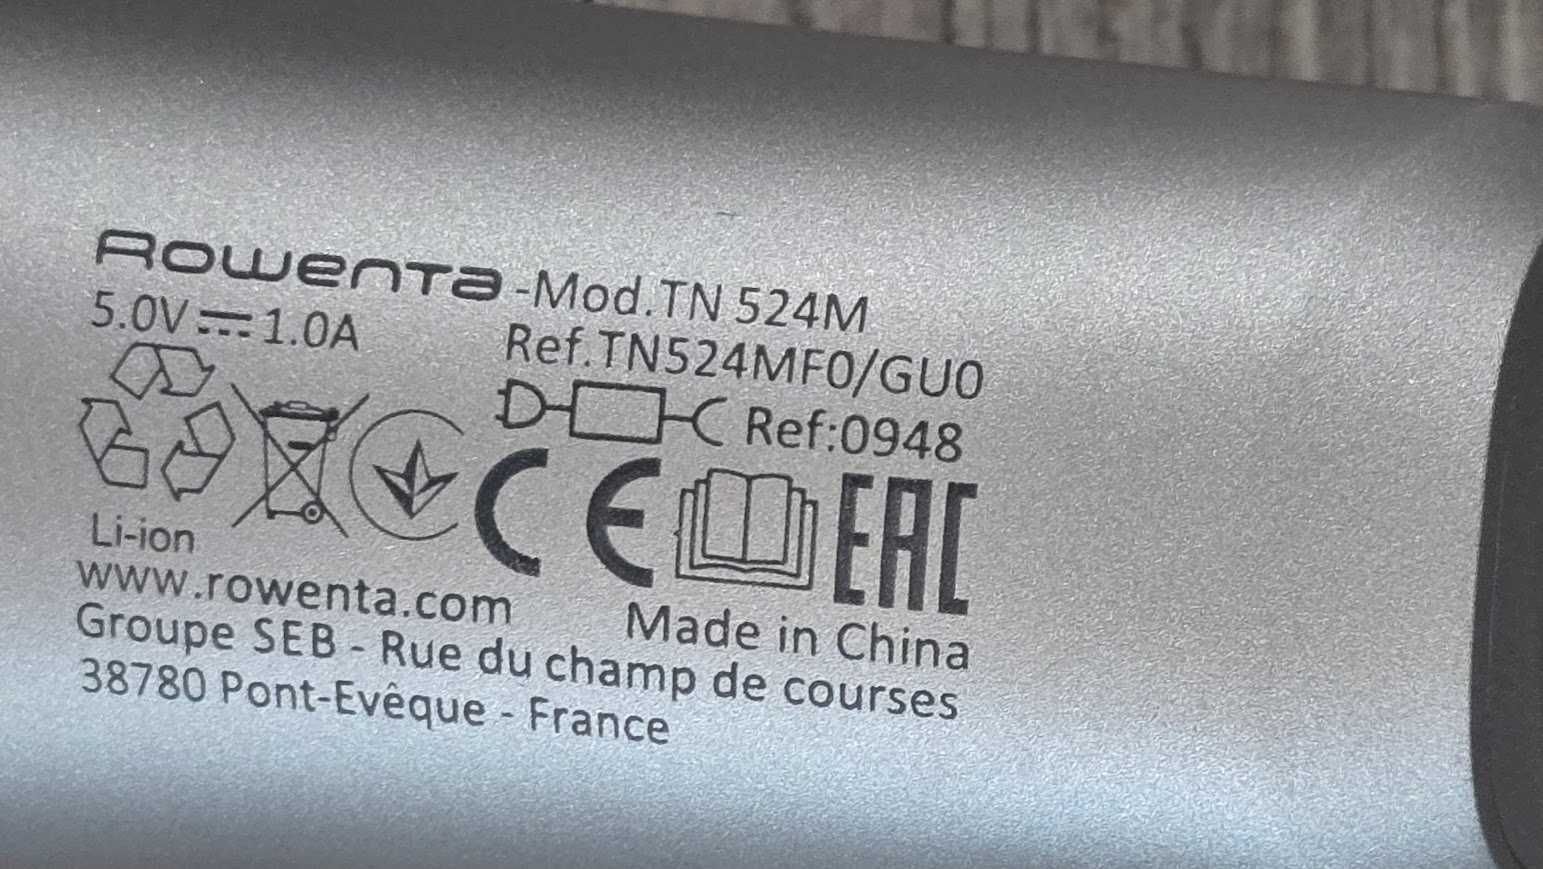 Rowenta -Mod.TN 524M
5.0V ⎓ 1.0A
Ref.TN524MF0/GU0
Ref:0948
CE
EAC
Li-ion
www.rowenta.com
Made in China
Groupe SEB - Rue du champ de courses
38780 Pont-Evêque - France